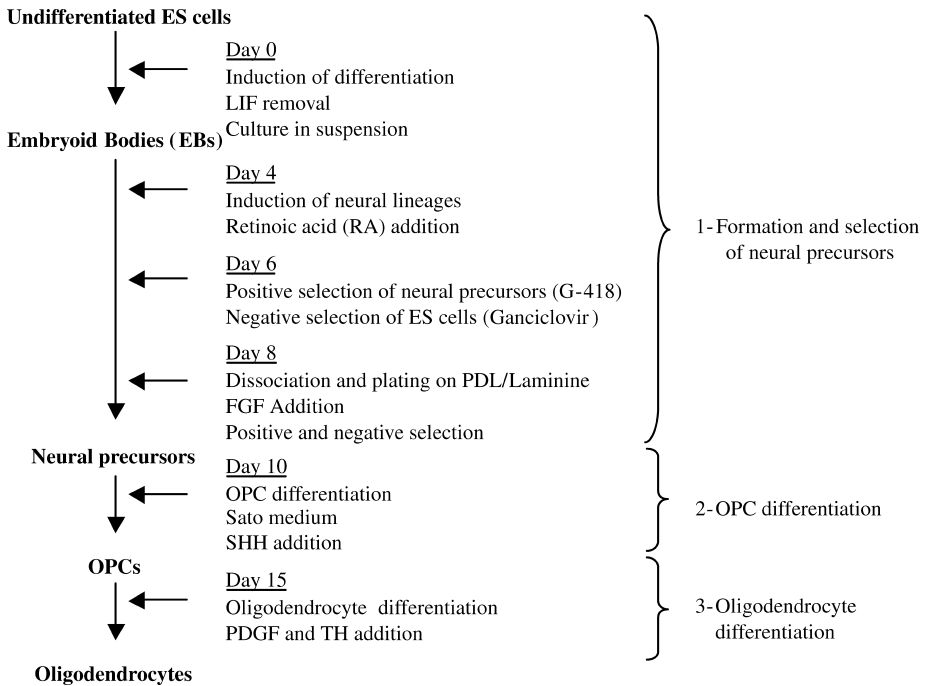 Undifferentiated ES cells
Day 0
Induction of differentiation
LIF removal
Culture in suspension
Embryoid Bodies (EBs)
Day 4
Induction of neural lineages
Retinoic acid (RA) addition
Day 6
Positive selection of neural precursors (G-418)
Negative selection of ES cells (Ganciclovir)
Day 8
Dissociation and plating on PDL/Laminine
FGF Addition
Positive and negative selection
1-Formation and selection
of neural precursors
Neural precursors
Day 10
OPC differentiation
Sato medium
SHH addition
2-OPC differentiation
OPCs
Day 15
Oligodendrocyte differentiation
PDGF and TH addition
3-Oligodendrocyte
differentiation
Oligodendrocytes